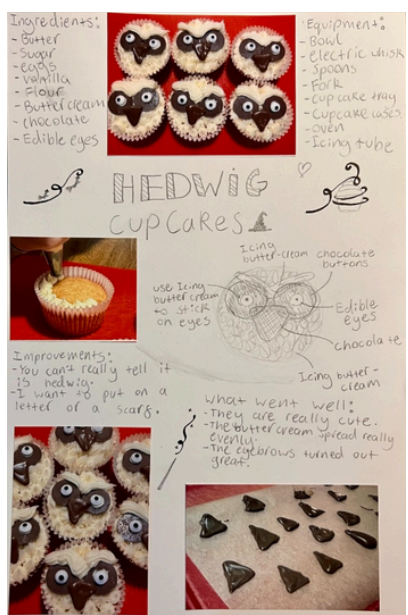 Ingredients:
- Butter
- Sugar
- eggs
- vanilla
- Flour
- Buttercream
- chocolate
- Edible eyes
Equipment:
- Bowl
- electric whisk
- Spoons
- Fork
- cupcake tray
- Cupcake cases
- oven
- Icing tube
HEDWIG
CUPCAKES
Icing
butter-cream
chocolate
buttons
use Icing
butter cream
to stick
on eyes
Edible
eyes
chocolate
Icing butter-
cream
Improvements:
- You can't really tell it
is hedwig.
- I want to put on a
letter or a scarf.
What went well:
- They are really cute.
- The butter cream spread really
evenly.
- The eyebrows turned out
great.